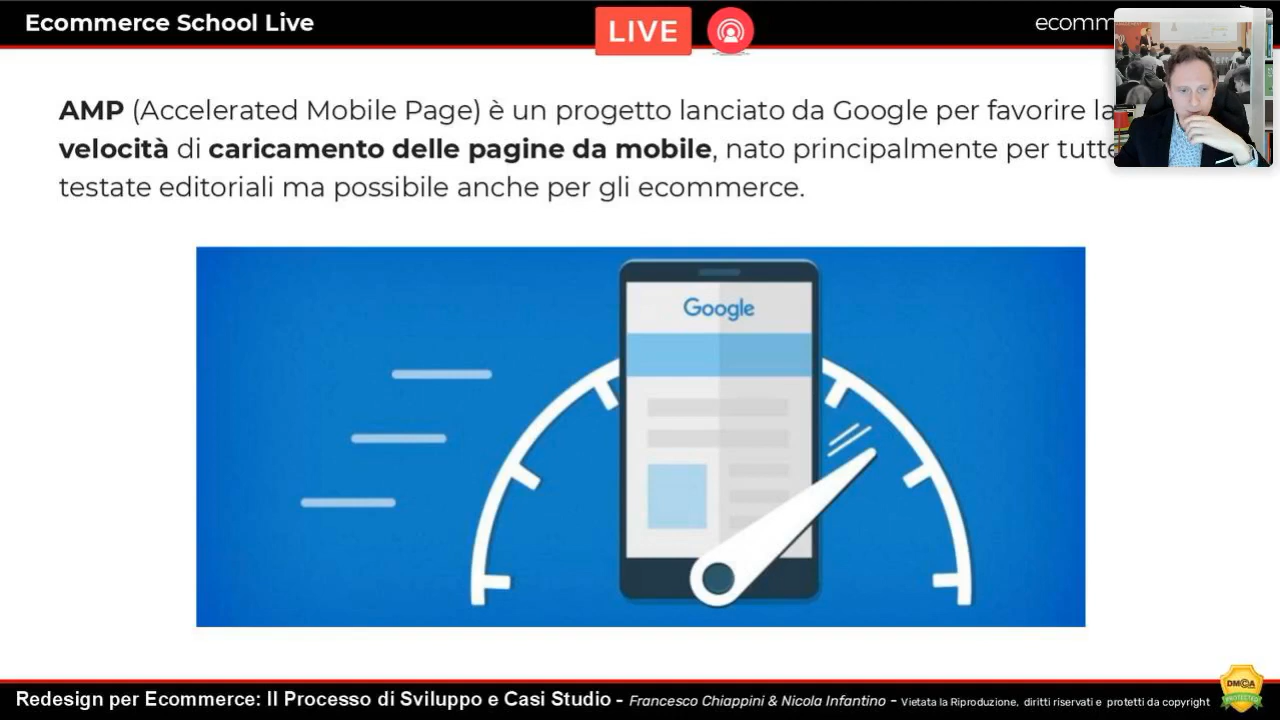 Ecommerce School Live
LIVE
ecomm
AMP (Accelerated Mobile Page) è un progetto lanciato da Google per favorire la
velocità di caricamento delle pagine da mobile, nato principalmente per tutte
testate editoriali ma possibile anche per gli ecommerce.
Google
Redesign per Ecommerce: Il Processo di Sviluppo e Casi Studio - Francesco Chiappini & Nicola Infantino - Vietata la Riproduzione, diritti riservati e protetti da copyright
DMCA
PROTECTED